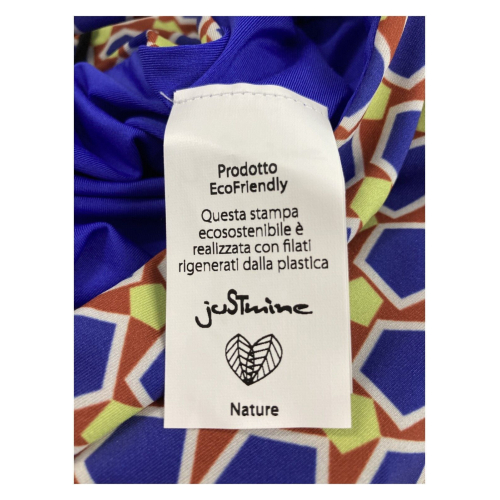 Prodotto
EcoFriendly
Questa stampa
ecosostenibile è
realizzata con filati
rigenerati dalla plastica
juSTmine
Nature